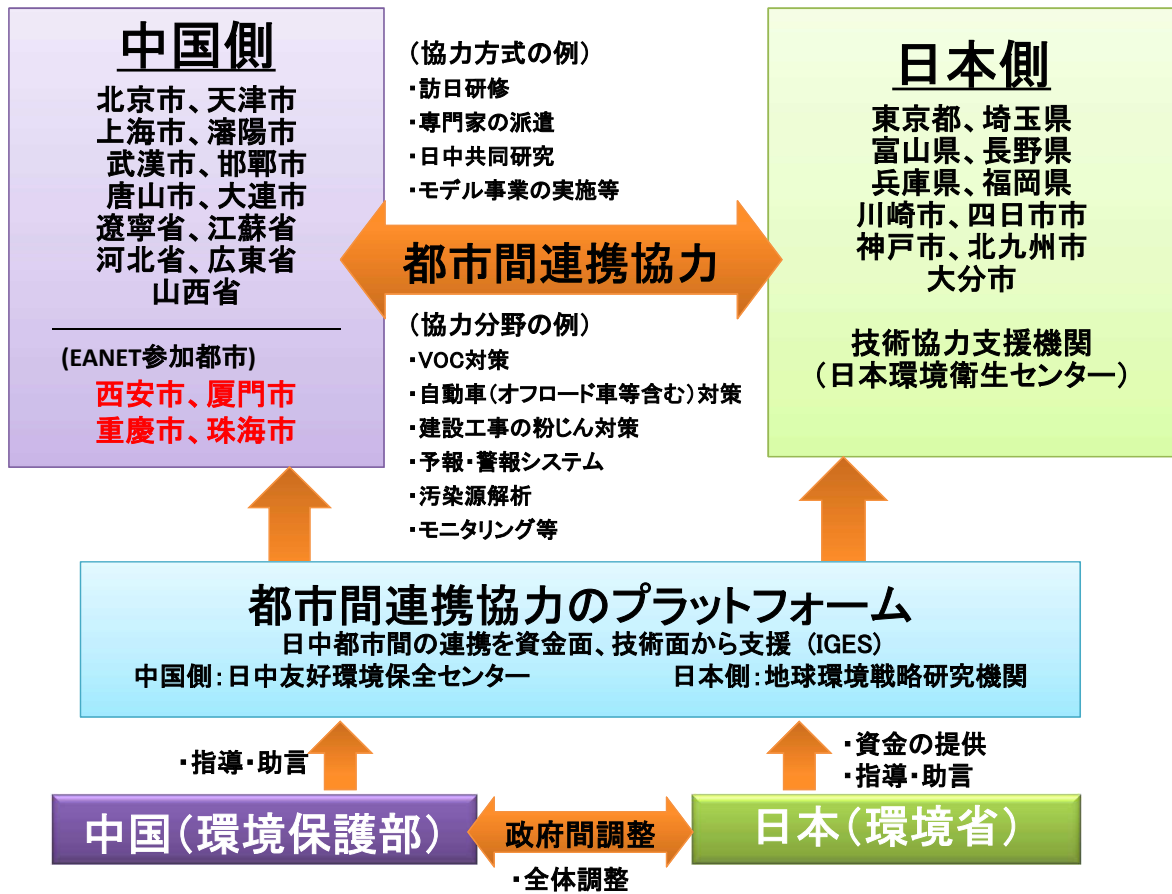 中国側
北京市、天津市
上海市、瀋陽市
武漢市、邯鄲市
唐山市、大連市
遼寧省、江蘇省
河北省、広東省
山西省
(EANET参加都市)
西安市、厦門市
重慶市、珠海市
(協力方式の例)
・訪日研修
・専門家の派遣
・日中共同研究
・モデル事業の実施等
都市間連携協力
(協力分野の例)
・VOC対策
・自動車(オフロード車等含む)対策
・建設工事の粉じん対策
・予報・警報システム
・汚染源解析
・モニタリング等
日本側
東京都、埼玉県
富山県、長野県
兵庫県、福岡県
川崎市、四日市市
神戸市、北九州市
大分市
技術協力支援機関
(日本環境衛生センター)
都市間連携協力のプラットフォーム
日中都市間の連携を資金面、技術面から支援 (IGES)
中国側:日中友好環境保全センター 日本側:地球環境戦略研究機関
・指導・助言
・資金の提供
・指導・助言
中国(環境保護部)
政府間調整
・全体調整
日本(環境省)